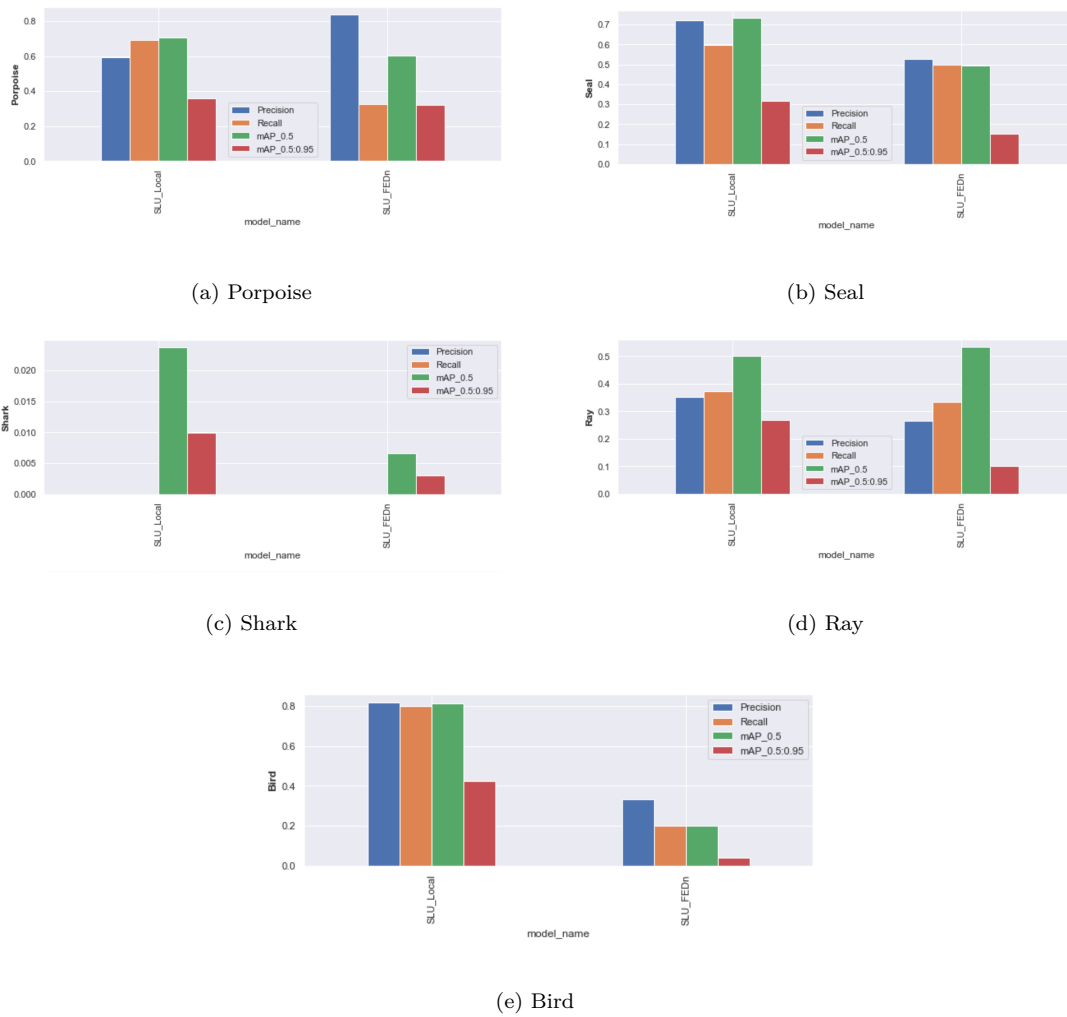 0.8
0.6
0.4
0.2
0.0
Porpoise
Precision
Recall
mAP_0.5
mAP_0.5:0.95
SLU_Local
SLU_FEDn
model_name
(a) Porpoise
0.7
0.6
0.5
0.4
0.3
0.2
0.1
0.0
Seal
Precision
Recall
mAP_0.5
mAP_0.5:0.95
SLU_Local
SLU_FEDn
model_name
(b) Seal
0.020
0.015
0.010
0.005
0.000
Shark
Precision
Recall
mAP_0.5
mAP_0.5:0.95
SLU_Local
SLU_FEDn
model_name
(c) Shark
0.5
0.4
0.3
0.2
0.1
0.0
Ray
Precision
Recall
mAP_0.5
mAP_0.5:0.95
SLU_Local
SLU_FEDn
model_name
(d) Ray
0.8
0.6
0.4
0.2
0.0
Bird
Precision
Recall
mAP_0.5
mAP_0.5:0.95
SLU_Local
SLU_FEDn
model_name
(e) Bird